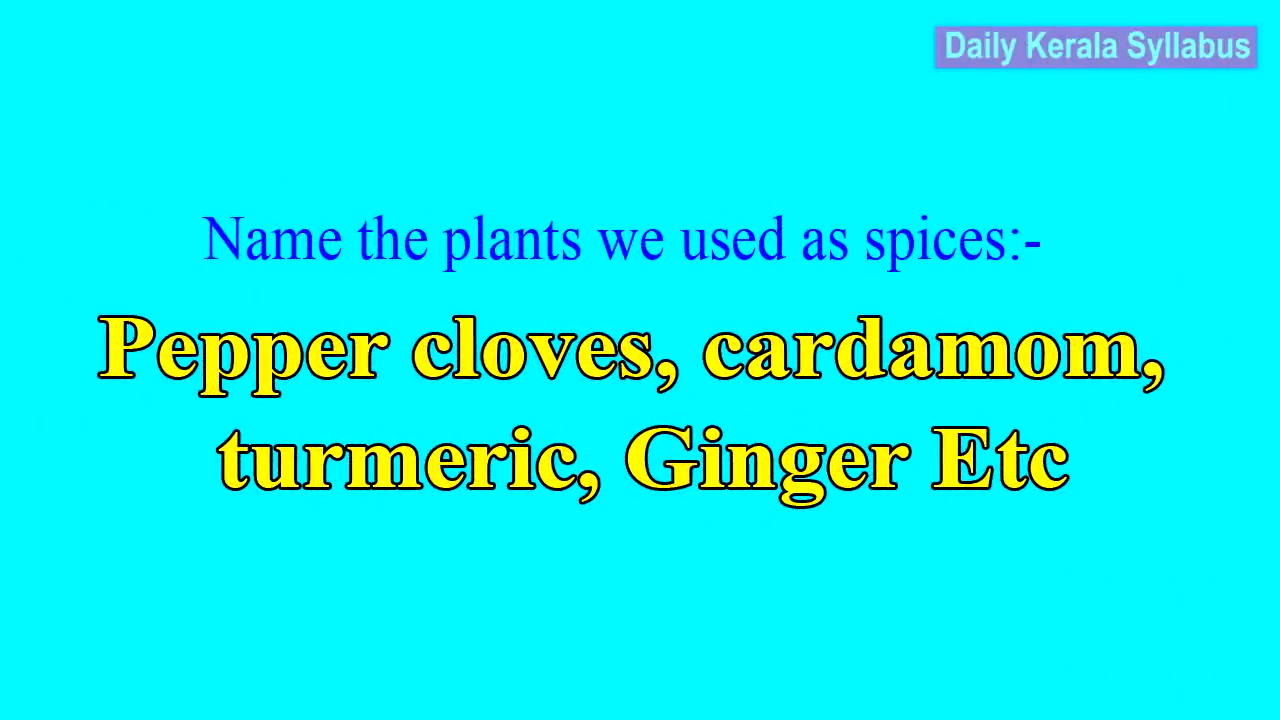 Daily Kerala Syllabus
Name the plants we used as spices:-
Pepper cloves, cardamom,
turmeric, Ginger Etc